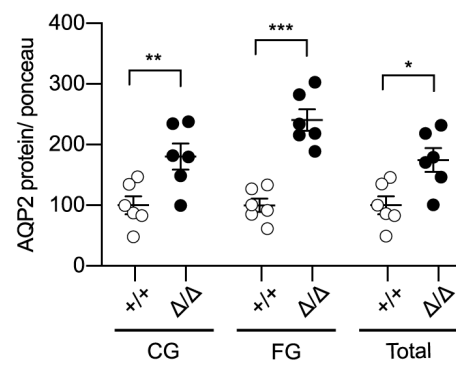 AQP2 protein/ ponceau
400
300
200
100
0
** *** *
+/+ Δ/Δ +/+ Δ/Δ +/+ Δ/Δ
CG FG Total